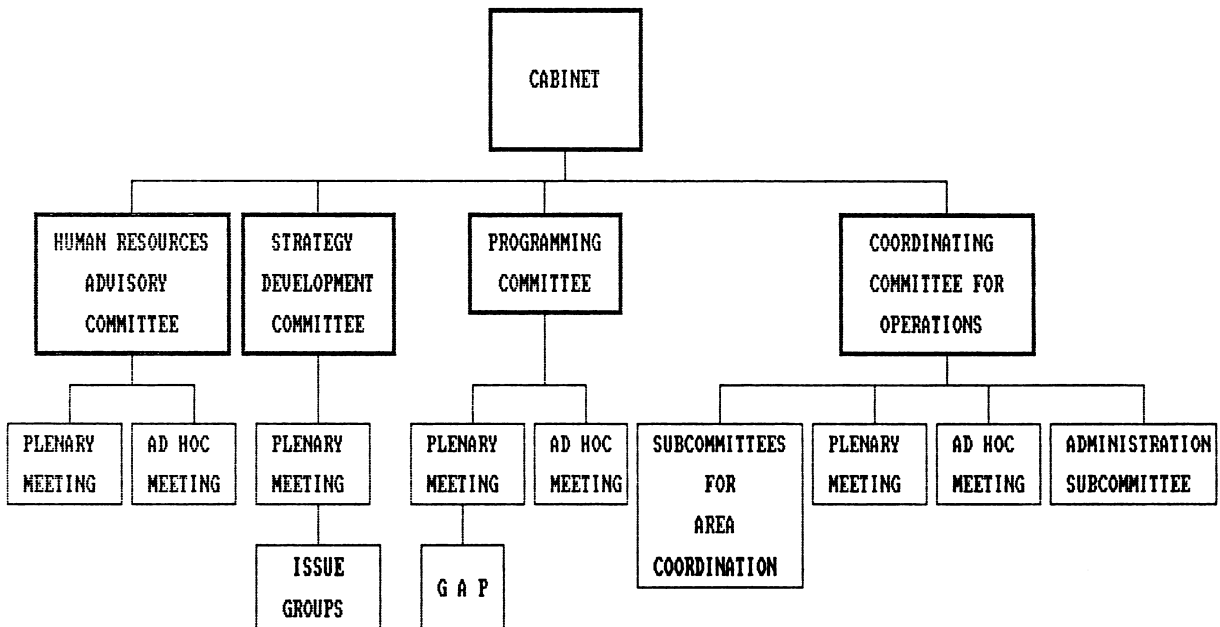 CABINET
HUMAN RESOURCES
ADVISORY
COMMITTEE
STRATEGY
DEVELOPMENT
COMMITTEE
PROGRAMMING
COMMITTEE
COORDINATING
COMMITTEE FOR
OPERATIONS
PLENARY
MEETING
AD HOC
MEETING
PLENARY
MEETING
PLENARY
MEETING
AD HOC
MEETING
SUBCOMMITTEES
FOR
AREA
COORDINATION
PLENARY
MEETING
AD HOC
MEETING
ADMINISTRATION
SUBCOMMITTEE
ISSUE
GROUPS
G A P